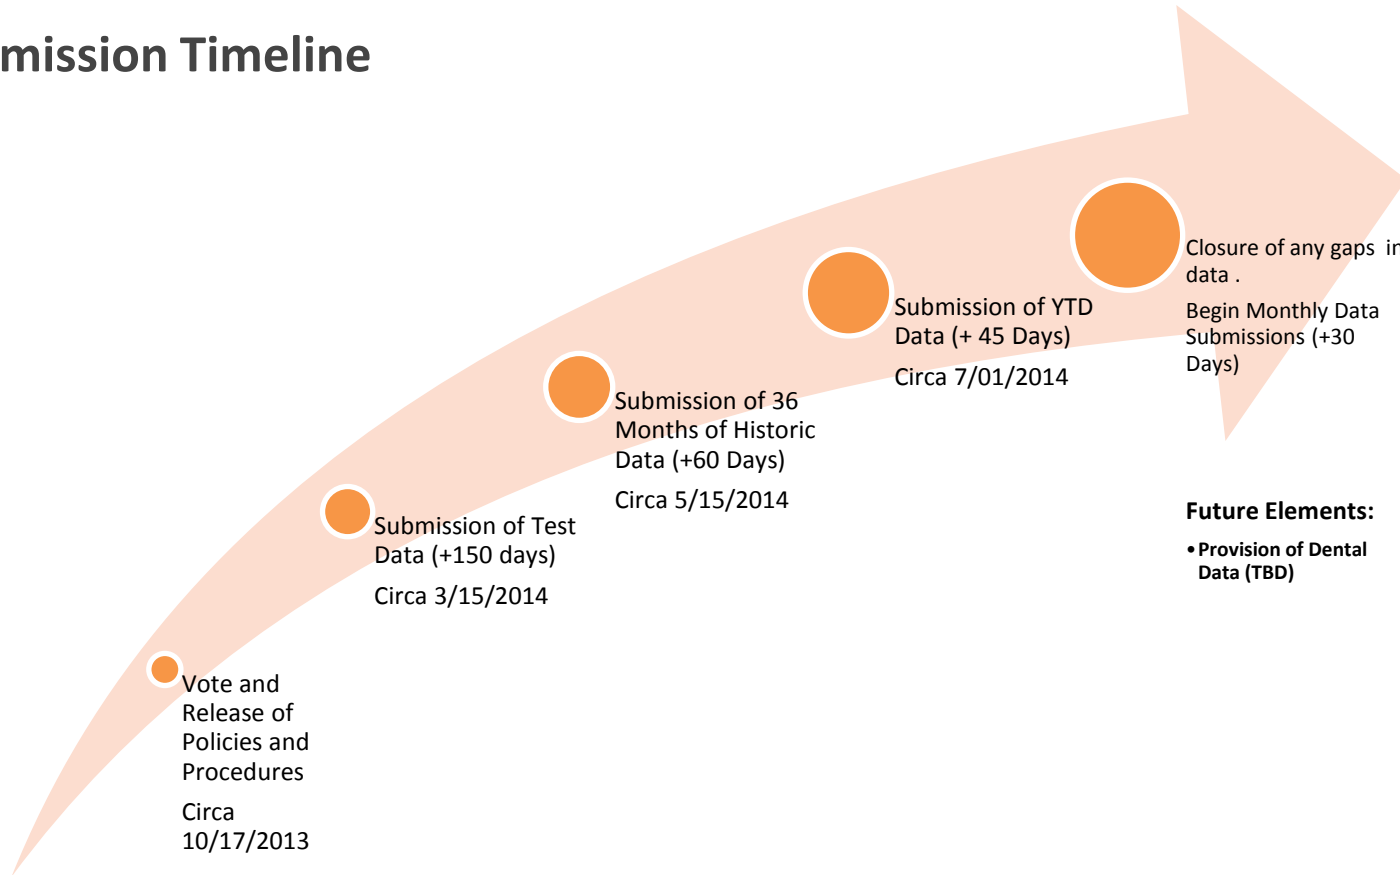 mission Timeline
Closure of any gaps in
data .
Begin Monthly Data
Submissions (+30
Days)
Submission of YTD
Data (+ 45 Days)
Circa 7/01/2014
Submission of 36
Months of Historic
Data (+60 Days)
Circa 5/15/2014
Future Elements:
•Provision of Dental
Data (TBD)
Submission of Test
Data (+150 days)
Circa 3/15/2014
Vote and
Release of
Policies and
Procedures
Circa
10/17/2013